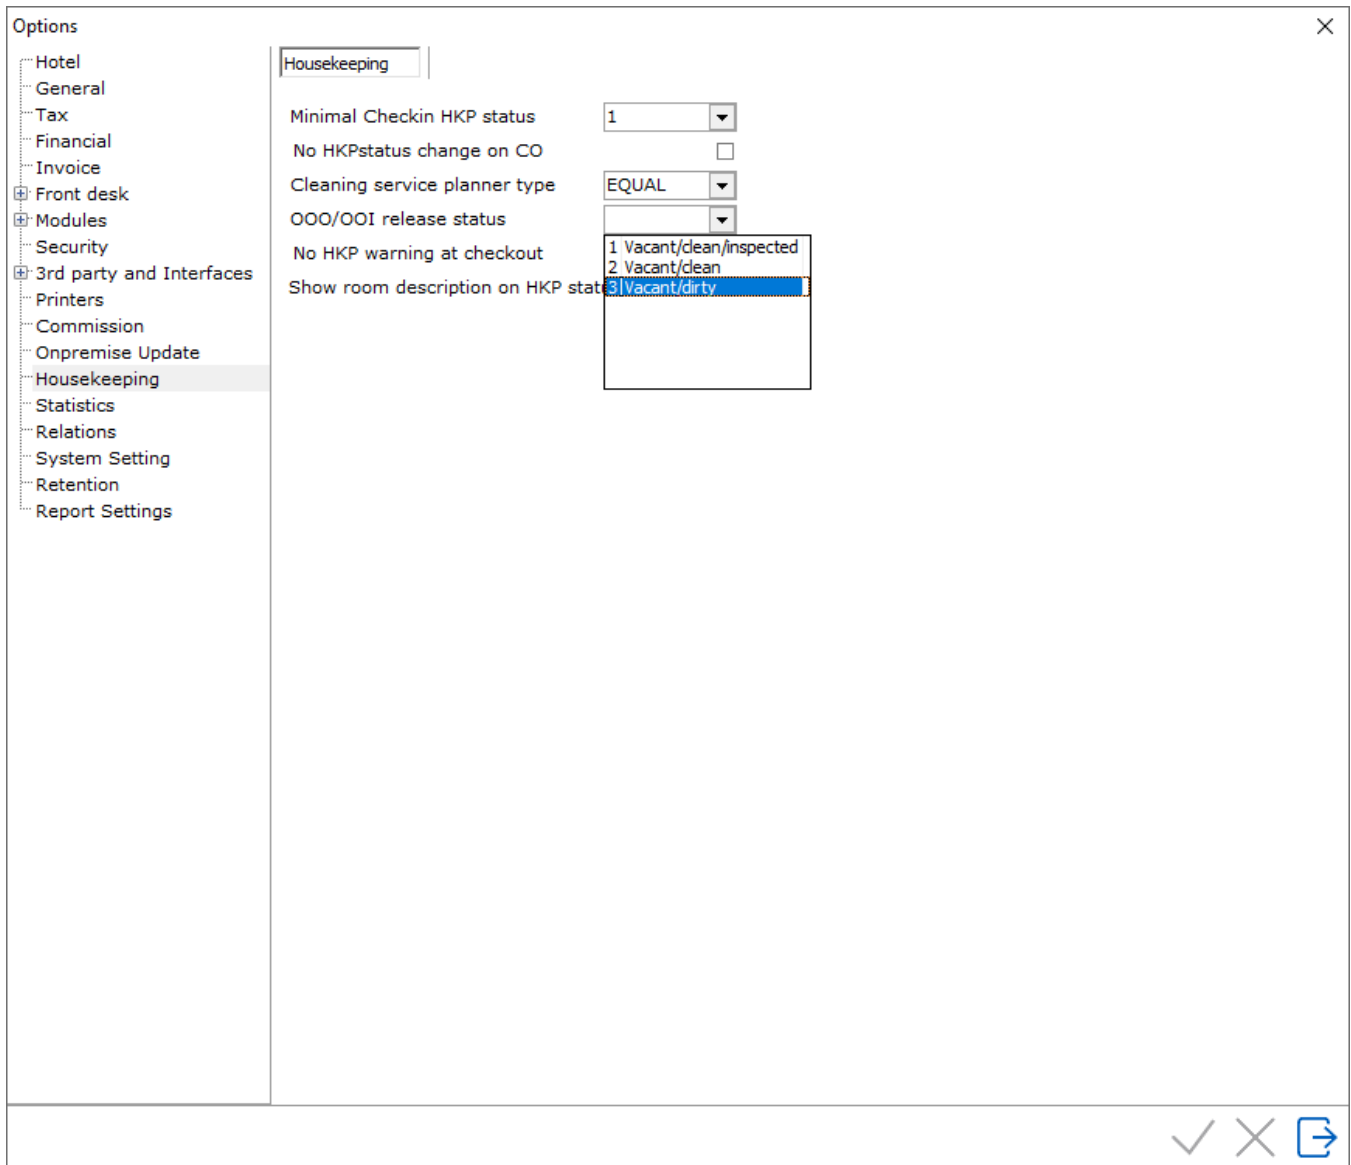 Options
Hotel
General
Tax
Financial
Invoice
Front desk
Modules
Security
3rd party and Interfaces
Printers
Commission
Onpremise Update
Housekeeping
Statistics
Relations
System Setting
Retention
Report Settings
Housekeeping
Minimal Checkin HKP status 1
No HKPstatus change on CO
Cleaning service planner type EQUAL
OOO/OOI release status
No HKP warning at checkout
Show room description on HKP stat
1 Vacant/clean/inspected
2 Vacant/clean
3 Vacant/dirty